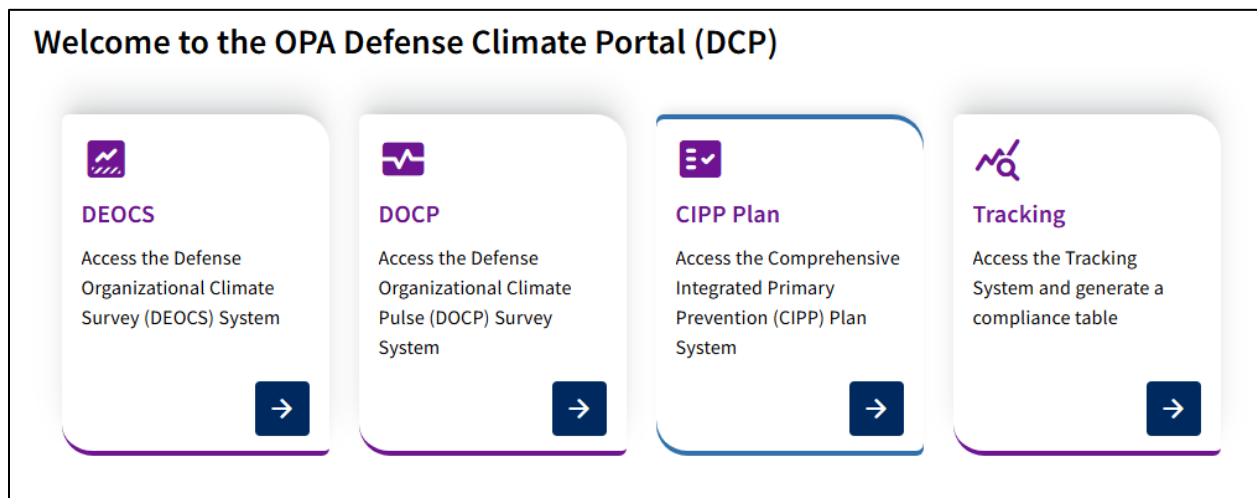 Welcome to the OPA Defense Climate Portal (DCP)
DEOCS
Access the Defense
Organizational Climate
Survey (DEOCS) System
DOCP
Access the Defense
Organizational Climate
Pulse (DOCP) Survey
System
CIPP Plan
Access the Comprehensive
Integrated Primary
Prevention (CIPP) Plan
System
Tracking
Access the Tracking
System and generate a
compliance table